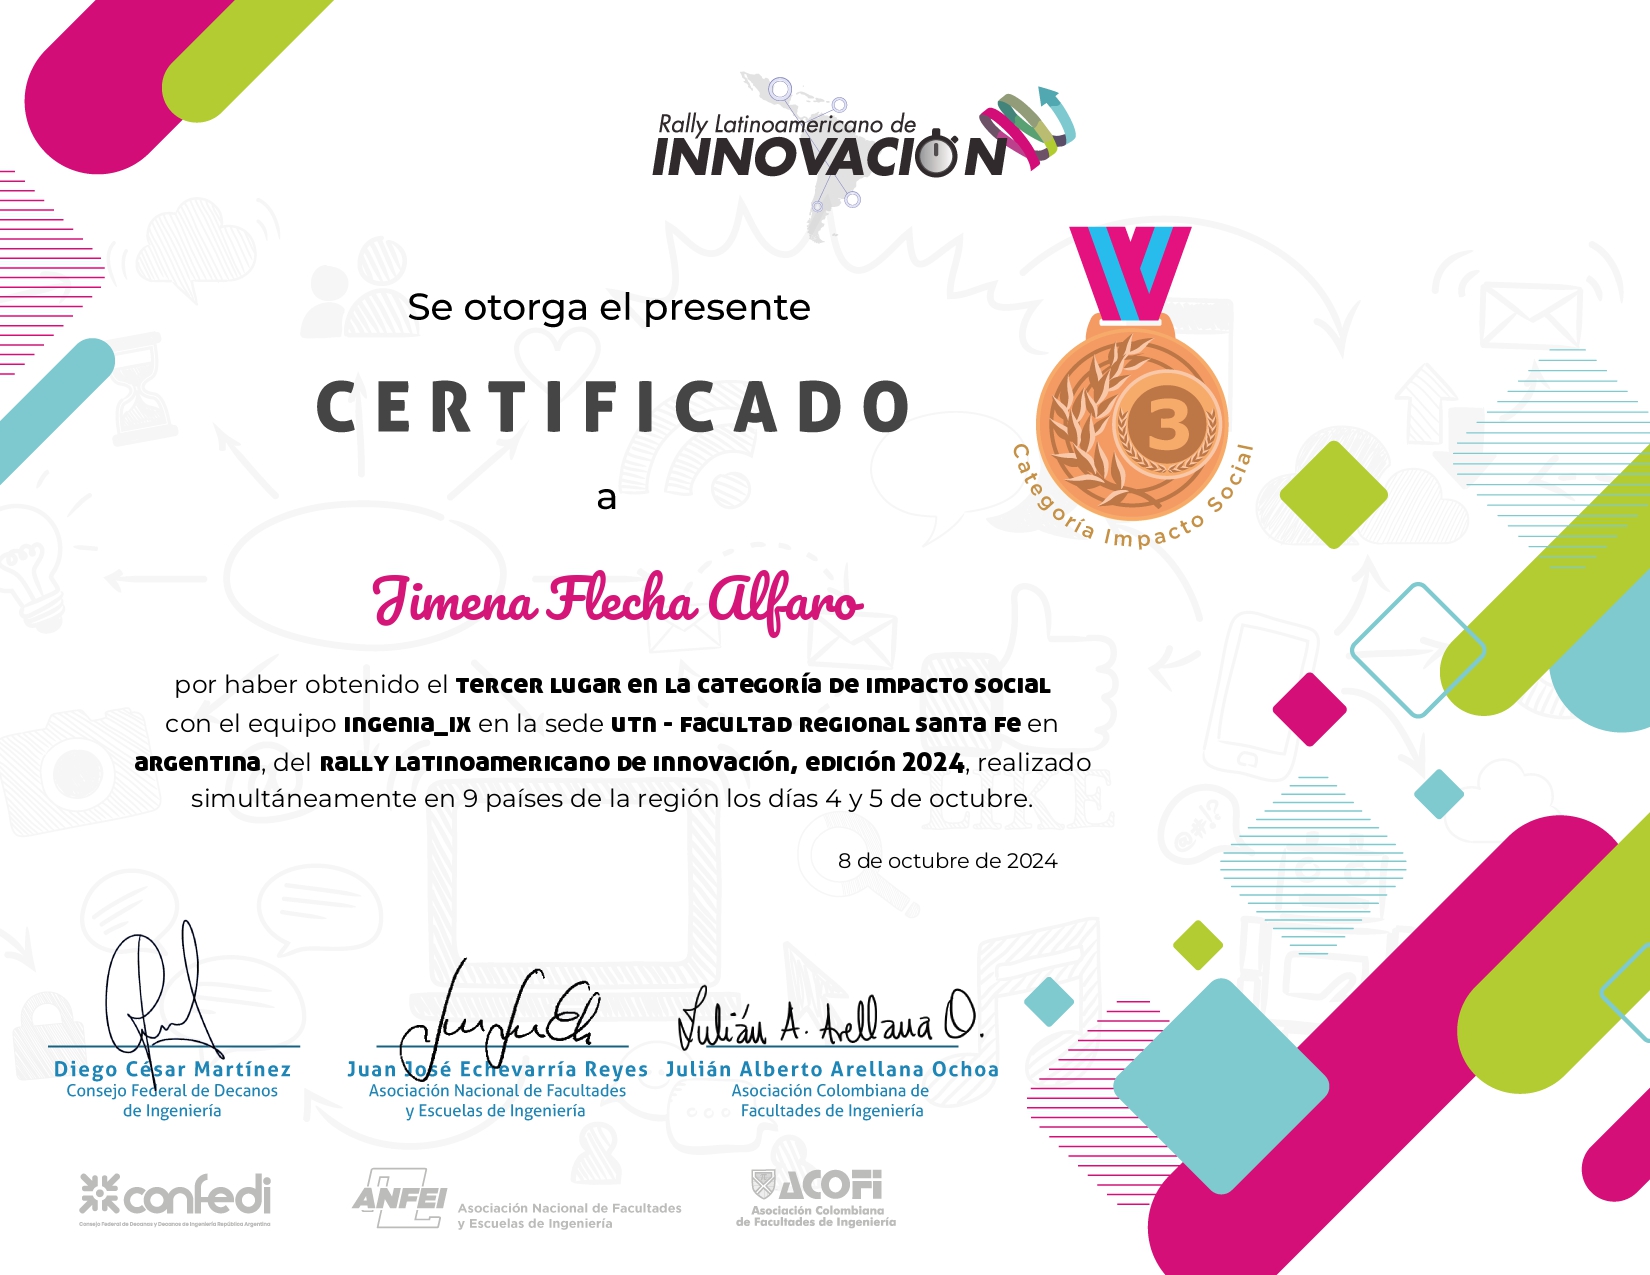 Rally Latinoamericano de
INNOVACIÓN
Se otorga el presente
CERTIFICADO
a
Jimena Flecha Alfaro
3
Categoría Impacto Social
por haber obtenido el Tercer lugar en la categoría de Impacto Social
con el equipo Ingenia_IX en la sede UTN - Facultad Regional Santa Fe en
Argentina, del Rally Latinoamericano de Innovación, edición 2024, realizado
simultáneamente en 9 países de la región los días 4 y 5 de octubre.
LIKE
@*!?
8 de octubre de 2024
Julián A. Arellana O.
Diego César Martínez
Consejo Federal de Decanos
de Ingeniería
Juan José Echevarría Reyes
Asociación Nacional de Facultades
y Escuelas de Ingeniería
Julián Alberto Arellana Ochoa
Asociación Colombiana de
Facultades de Ingeniería
confedi
Consejo Federal de Decanos y Decanas de Ingeniería República Argentina
ANFEI
Asociación Nacional de Facultades
y Escuelas de Ingeniería
ACOFI
Asociación Colombiana
de Facultades de Ingeniería